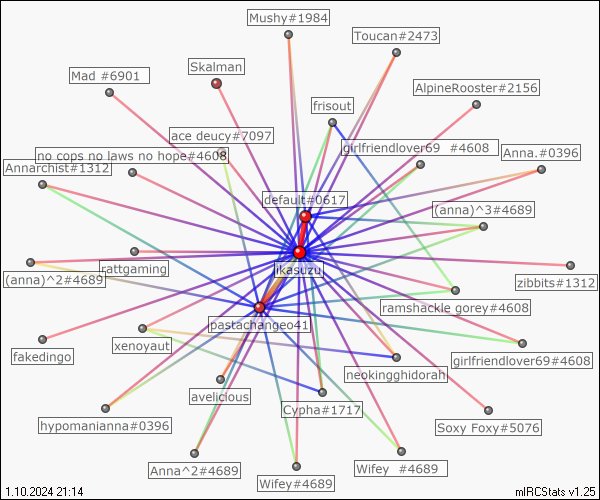 Mushy#1984
Toucan#2473
Skalman
Mad #6901
AlpineRooster#2156
frisout
ace deucy#7097
girlfriendlover69 #4608
no cops no laws no hope#4608
Anna.#0396
Annarchist#1312
default#0617
(anna)^3#4689
likasuzu
rattgaming
(anna)^2#4689
zibbits#1312
ramshackle gorey#4608
pastachangeo41
xenoyaut
fakedingo
girlfriendlover69#4608
neokingghidorah
avelicious
Cypha#1717
hypomanianna#0396
Soxy Foxy#5076
Anna^2#4689
Wifey #4689
Wifey#4689
1.10.2024 21:14
mIRCStats v1.25